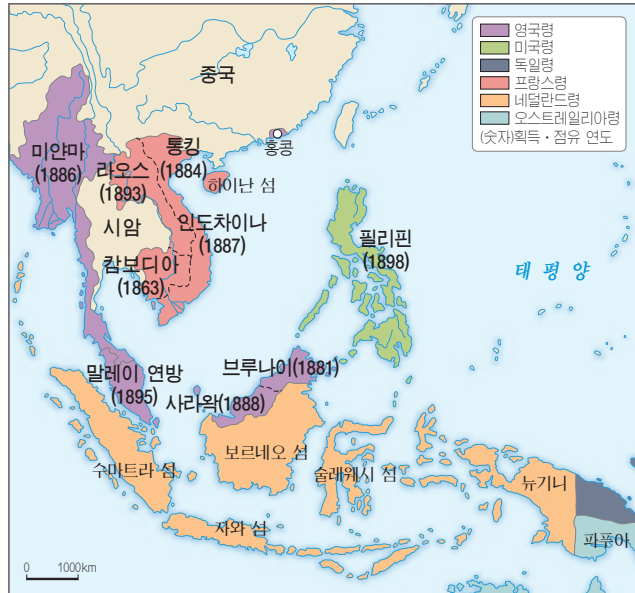 영국령
미국령
독일령
프랑스령
네덜란드령
오스트레일리아령
(숫자)획득·점유 연도
중국
홍콩
미얀마
(1886)
통킹
(1884)
라오스
(1893)
하이난 섬
시암
인도차이나
(1887)
필리핀
(1898)
캄보디아
(1863)
태평양
말레이 연방
(1895)
브루나이(1881)
사라왁(1888)
보르네오 섬
수마트라 섬
술래웨시 섬
뉴기니
자와 섬
파푸아
0 1000km